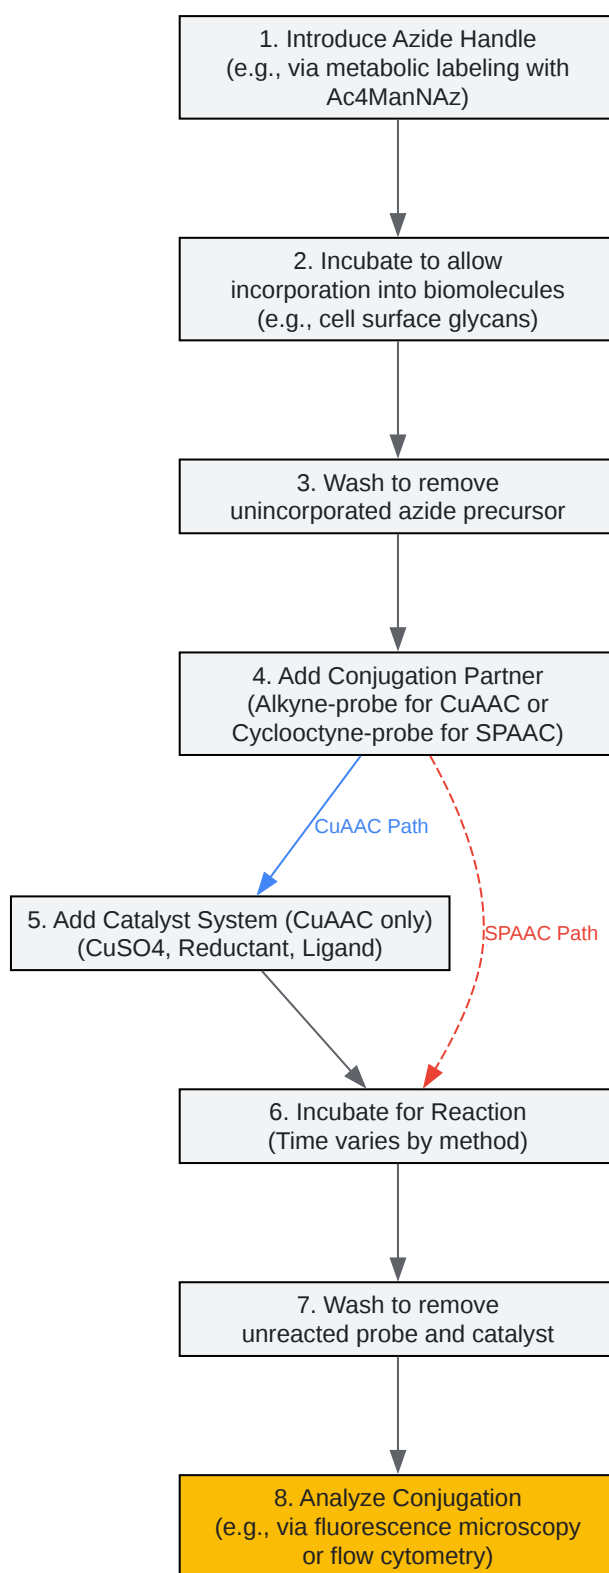 1. Introduce Azide Handle
(e.g., via metabolic labeling with
Ac4ManNAz)
2. Incubate to allow
incorporation into biomolecules
(e.g., cell surface glycans)
3. Wash to remove
unincorporated azide precursor
4. Add Conjugation Partner
(Alkyne-probe for CuAAC or
Cyclooctyne-probe for SPAAC)
CuAAC Path
5. Add Catalyst System (CuAAC only)
(CuSO4, Reductant, Ligand)
SPAAC Path
6. Incubate for Reaction
(Time varies by method)
7. Wash to remove
unreacted probe and catalyst
8. Analyze Conjugation
(e.g., via fluorescence microscopy
or flow cytometry)